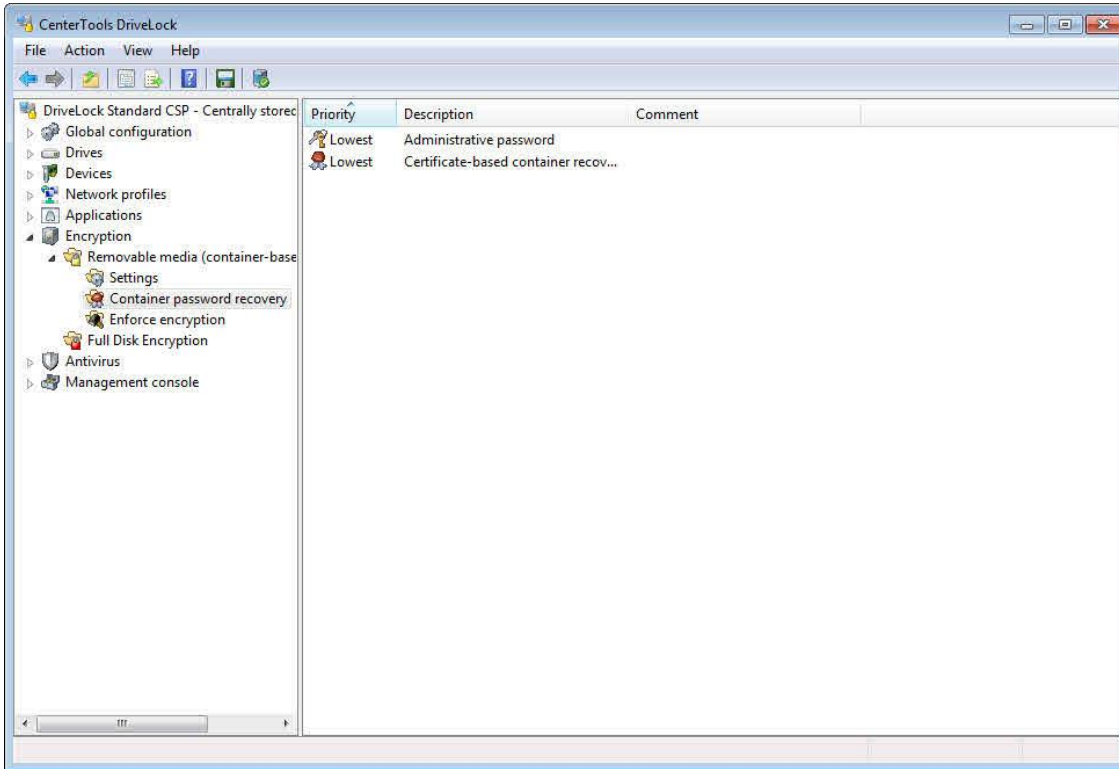 CenterTools DriveLock
File Action View Help
DriveLock Standard CSP - Centrally stored
Global configuration
Drives
Devices
Network profiles
Applications
Encryption
Removable media (container-base
Settings
Container password recovery
Enforce encryption
Full Disk Encryption
Antivirus
Management console
Priority Description Comment
Lowest Administrative password
Lowest Certificate-based container recov...